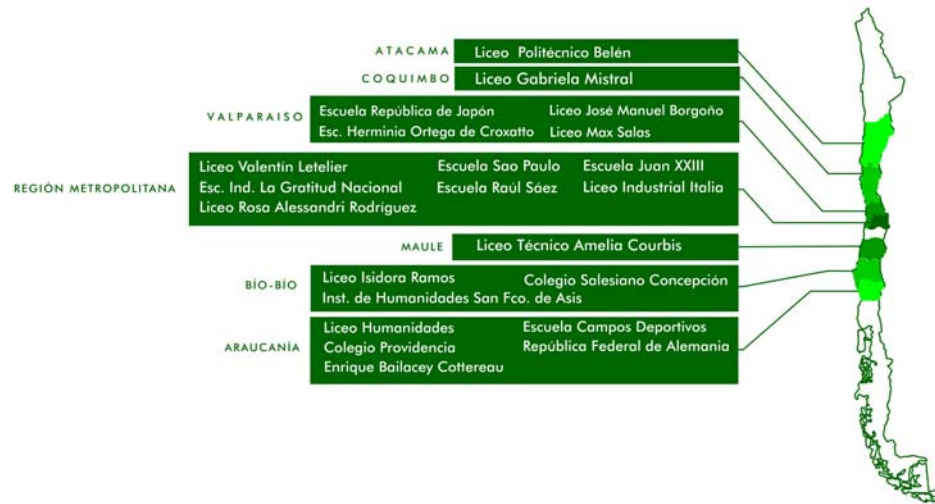 ATACAMA
Liceo Politécnico Belén
COQUIMBO
Liceo Gabriela Mistral
VALPARAISO
Escuela República de Japón
Liceo José Manuel Borgoño
Esc. Herminia Ortega de Croxatto
Liceo Max Salas
REGIÓN METROPOLITANA
Liceo Valentín Letelier
Escuela Sao Paulo
Escuela Juan XXIII
Esc. Ind. La Gratitud Nacional
Escuela Raúl Sáez
Liceo Industrial Italia
Liceo Rosa Alessandri Rodríguez
MAULE
Liceo Técnico Amelia Courbis
BÍO-BÍO
Liceo Isidora Ramos
Colegio Salesiano Concepción
Inst. de Humanidades San Fco. de Asis
ARAUCANÍA
Liceo Humanidades
Escuela Campos Deportivos
Colegio Providencia
República Federal de Alemania
Enrique Bailacey Cottereau